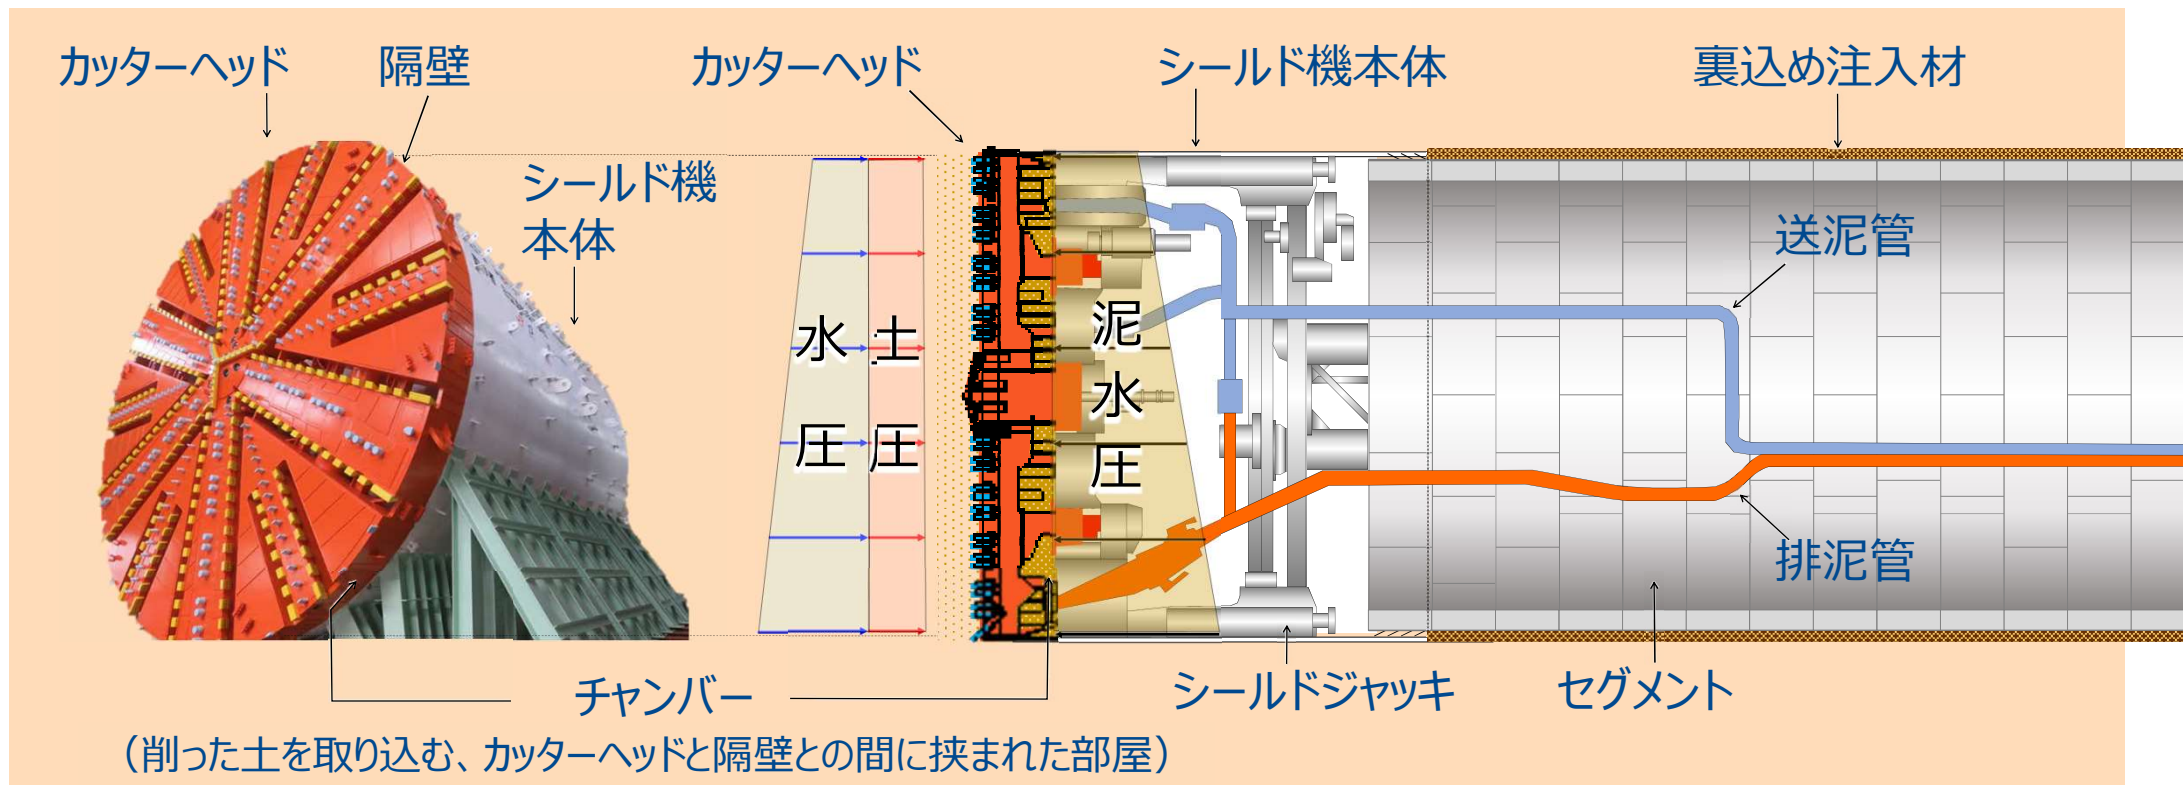 カッターヘッド
隔壁
カッターヘッド
シールド機本体
裏込め注入材
シールド機
本体
送泥管
水圧
土圧
泥水圧
排泥管
チャンバー
シールドジャッキ
セグメント
（削った土を取り込む、カッターヘッドと隔壁との間に挟まれた部屋）